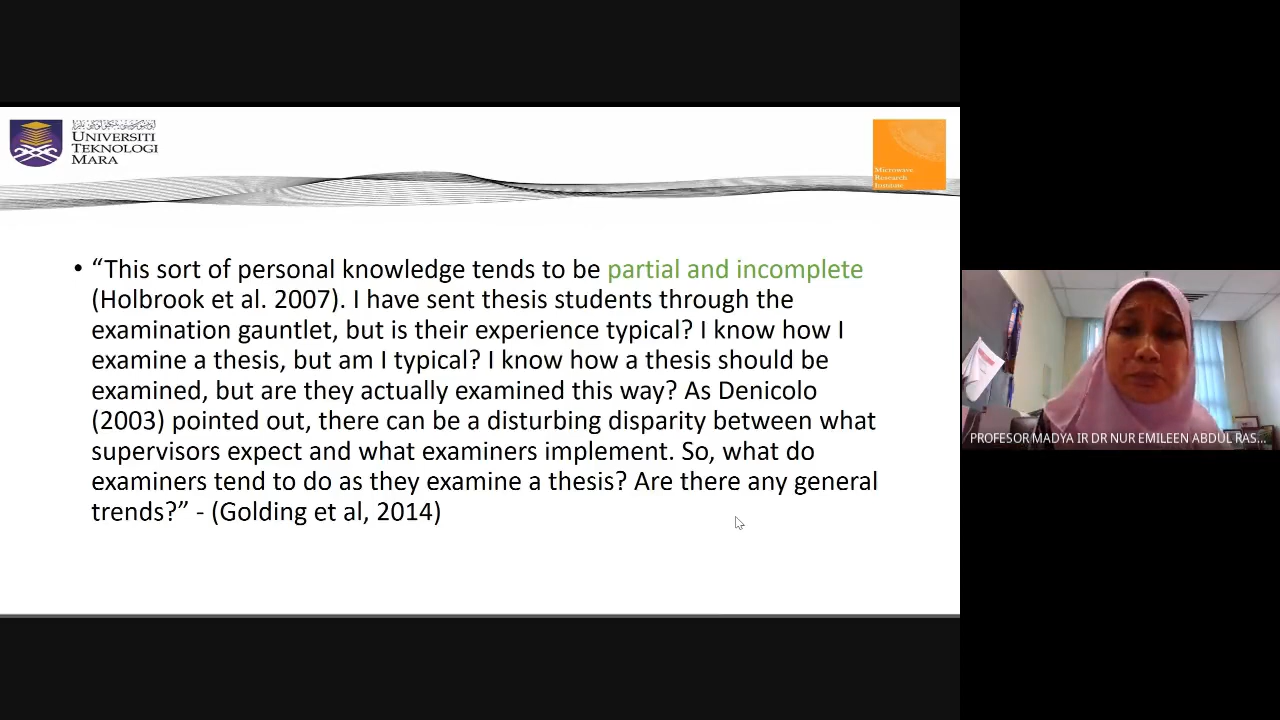 UNIVERSITI
TEKNOLOGI
MARA
Microwave
Research
Institute
• “This sort of personal knowledge tends to be partial and incomplete
(Holbrook et al. 2007). I have sent thesis students through the
examination gauntlet, but is their experience typical? I know how I
examine a thesis, but am I typical? I know how a thesis should be
examined, but are they actually examined this way? As Denicolo
(2003) pointed out, there can be a disturbing disparity between what
supervisors expect and what examiners implement. So, what do
examiners tend to do as they examine a thesis? Are there any general
trends?” - (Golding et al, 2014)
PROFESOR MADYA IR DR NUR EMILEEN ABDUL RAS...